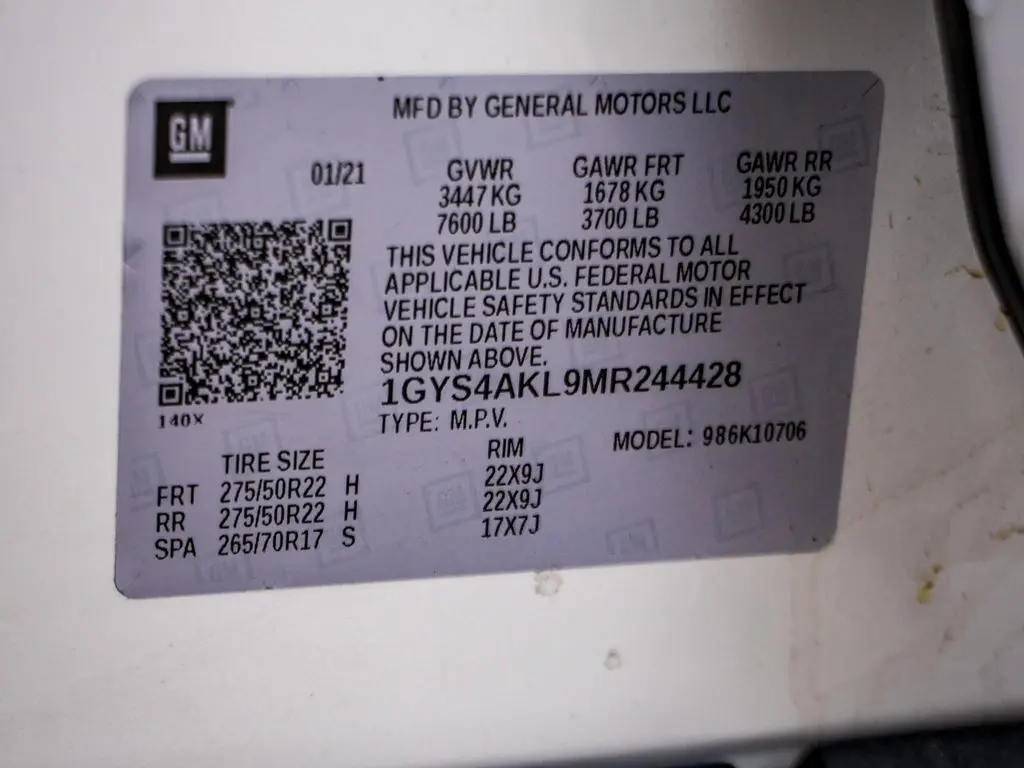 GM
MFD BY GENERAL MOTORS LLC
01/21 GVWR GAWR FRT GAWR RR
3447 KG 1678 KG 1950 KG
7600 LB 3700 LB 4300 LB
THIS VEHICLE CONFORMS TO ALL
APPLICABLE U.S. FEDERAL MOTOR
VEHICLE SAFETY STANDARDS IN EFFECT
ON THE DATE OF MANUFACTURE
SHOWN ABOVE.
1GYS4AKL9MR244428
140X
TYPE: M.P.V.
MODEL: 986K10706
TIRE SIZE RIM
FRT 275/50R22 H 22X9J
RR 275/50R22 H 22X9J
SPA 265/70R17 S 17X7J